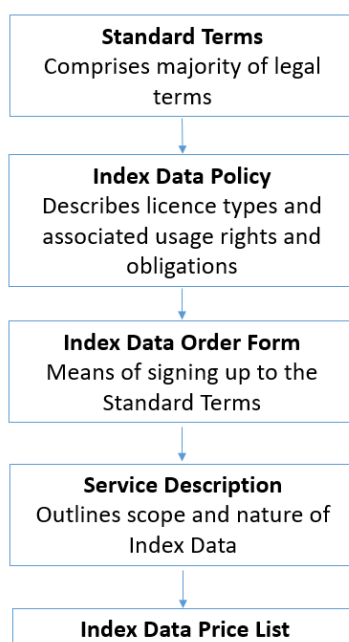 Standard Terms
Comprises majority of legal
terms
Index Data Policy
Describes licence types and
associated usage rights and
obligations
Index Data Order Form
Means of signing up to the
Standard Terms
Service Description
Outlines scope and nature of
Index Data
Index Data Price List